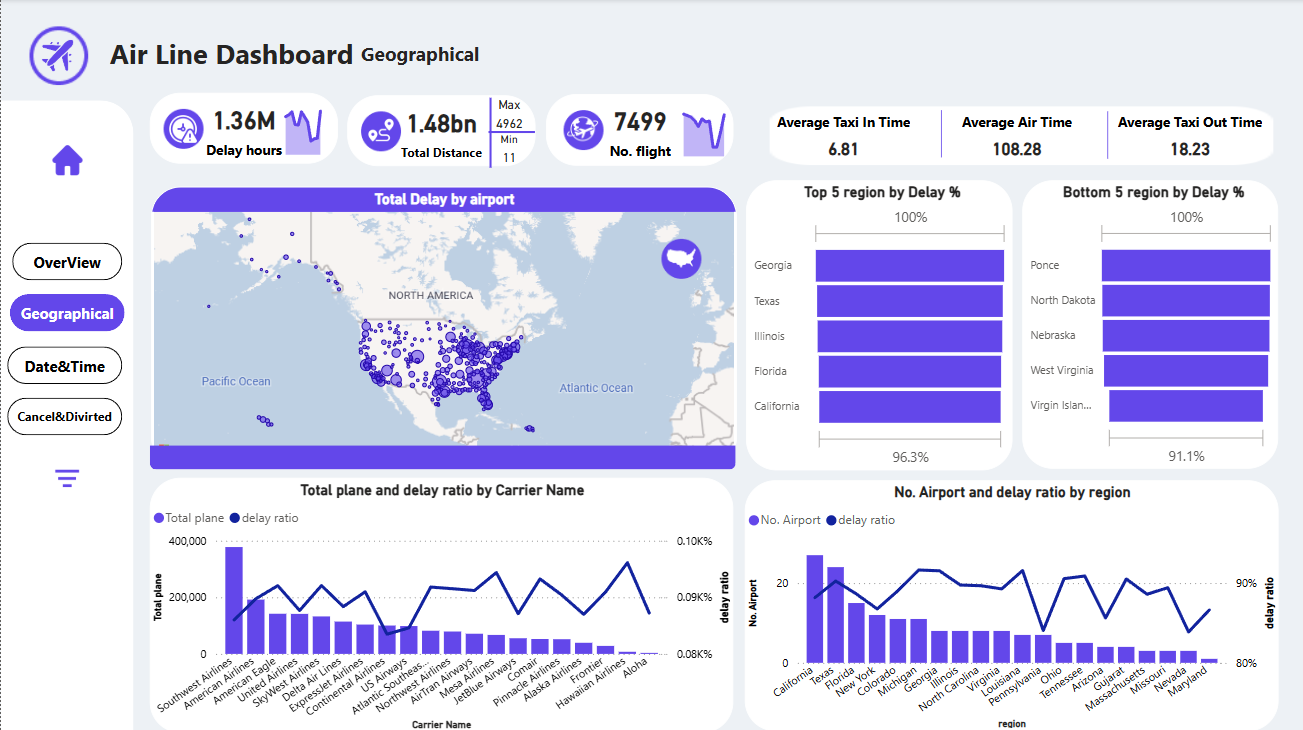 Air Line Dashboard Geographical
1.36M
Delay hours
1.48bn
Total Distance
Max
4962
Min
11
7499
No. flight
Average Taxi In Time
6.81
Average Air Time
108.28
Average Taxi Out Time
18.23
OverView
Geographical
Date&Time
Cancel&Divirted
Total Delay by airport
NORTH AMERICA
Pacific Ocean
Atlantic Ocean
Top 5 region by Delay %
100%
Georgia
Texas
Illinois
Florida
California
96.3%
Bottom 5 region by Delay %
100%
Ponce
North Dakota
Nebraska
West Virginia
Virgin Islan...
91.1%
Total plane and delay ratio by Carrier Name
Total plane delay ratio
400,000
200,000
0
Total plane
0.10K%
0.09K%
0.08K%
delay ratio
Southwest Airlines
American Airlines
American Eagle
United Airlines
SkyWest Airlines
Delta Air Lines
ExpressJet Airlines
Continental Airlines
US Airways
Atlantic Southeas...
Northwest Airlines
AirTran Airways
Mesa Airlines
JetBlue Airways
Comair
Pinnacle Airlines
Alaska Airlines
Frontier
Hawaiian Airlines
Aloha
Carrier Name
No. Airport and delay ratio by region
No. Airport delay ratio
20
0
No. Airport
90%
80%
delay ratio
California
Texas
Florida
New York
Colorado
Michigan
Georgia
Illinois
North Carolina
Virginia
Louisiana
Pennsylvania
Ohio
Tennessee
Arizona
Gujarat
Massachusetts
Missouri
Nevada
Maryland
region